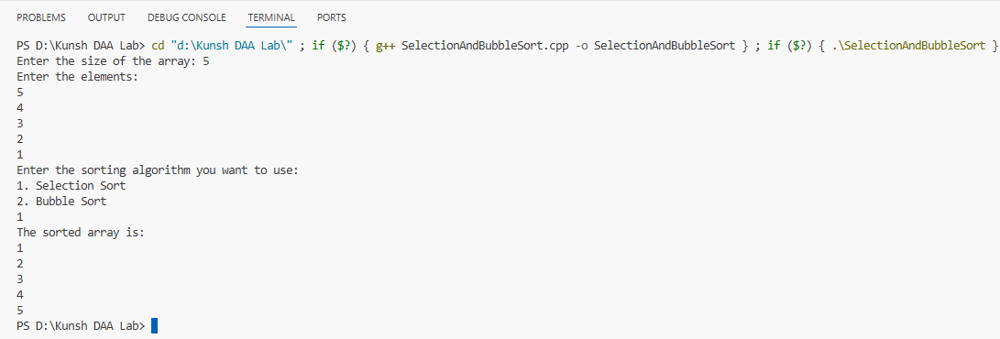 PROBLEMS OUTPUT DEBUG CONSOLE TERMINAL PORTS
PS D:\Kunsh DAA Lab> cd "d:\Kunsh DAA Lab\" ; if ($?) { g++ SelectionAndBubbleSort.cpp -o SelectionAndBubbleSort } ; if ($?) { .\SelectionAndBubbleSort }
Enter the size of the array: 5
Enter the elements:
5
4
3
2
1
Enter the sorting algorithm you want to use:
1. Selection Sort
2. Bubble Sort
1
The sorted array is:
1
2
3
4
5
PS D:\Kunsh DAA Lab>